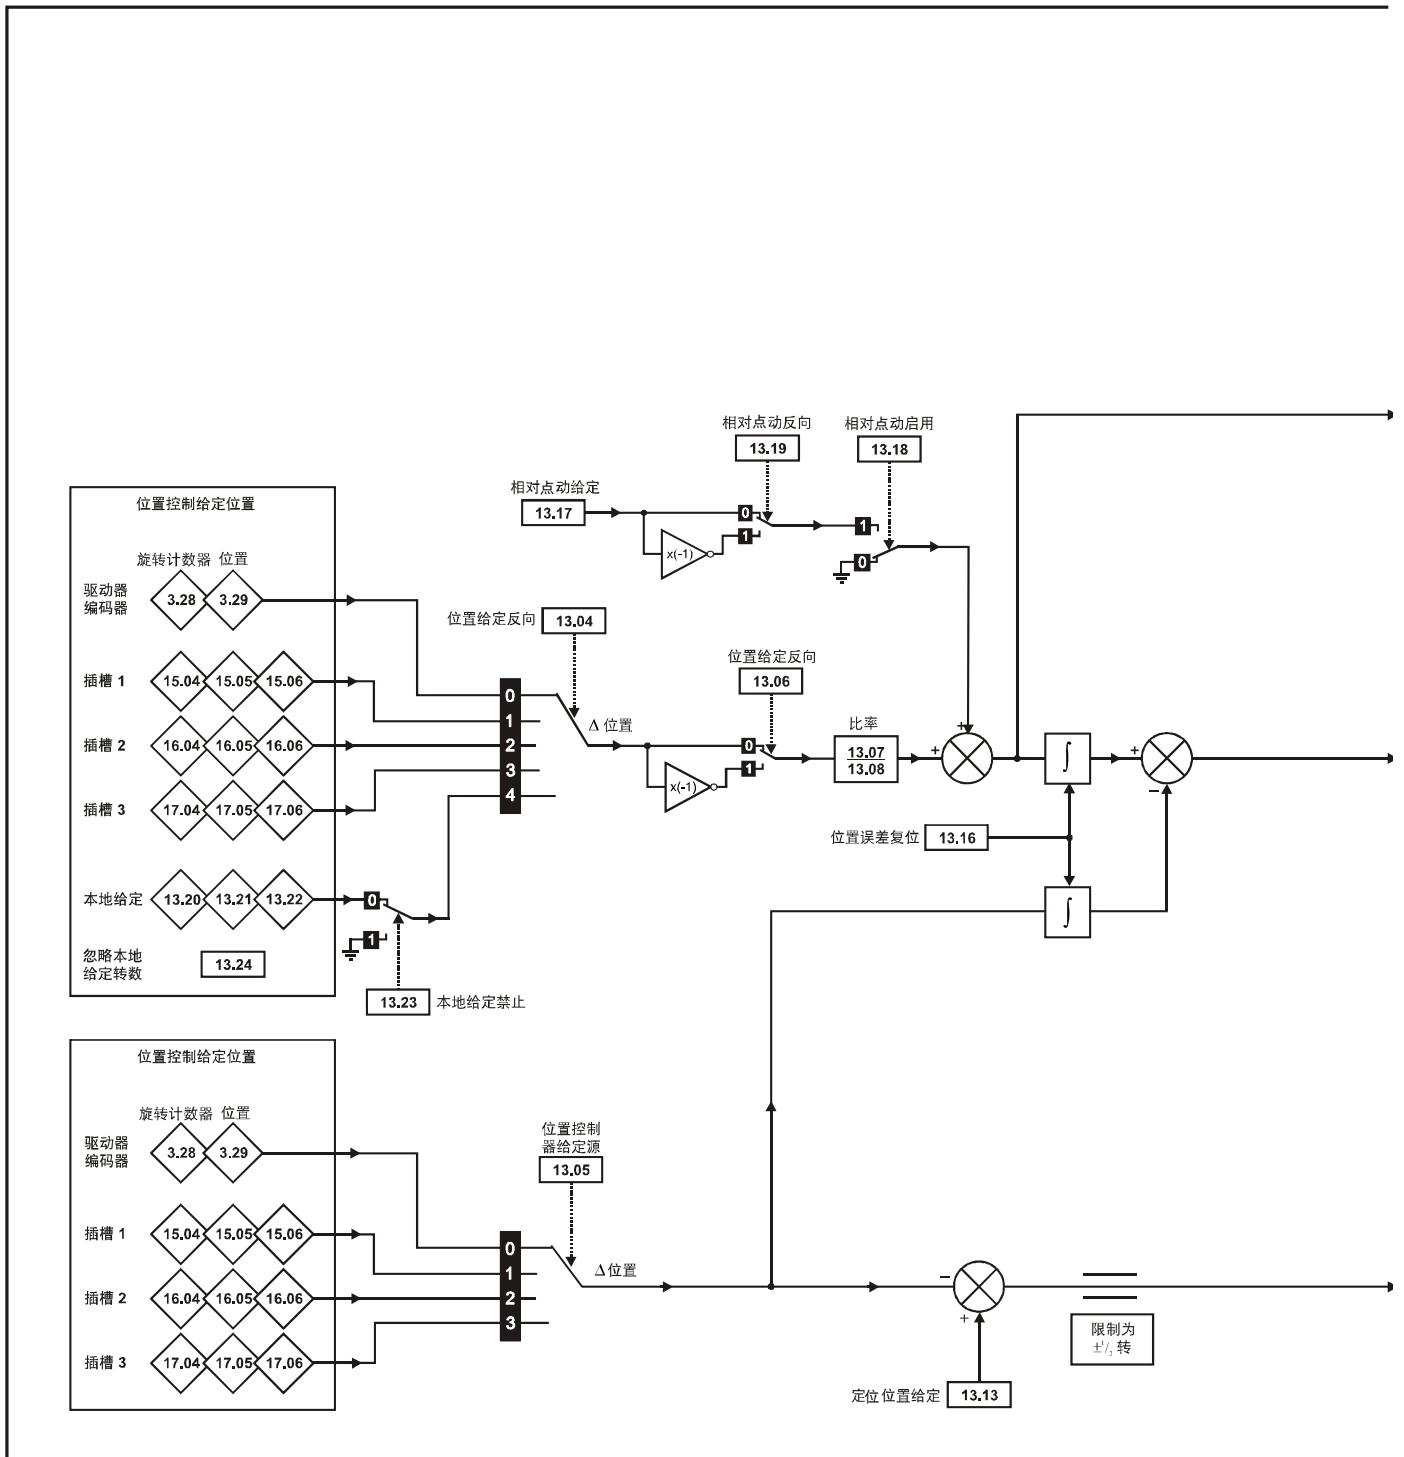 相对点动反向
13.19
相对点动启用
13.18
相对点动给定
13.17
0
1
x(-1)
1
0
位置控制给定位置
旋转计数器 位置
驱动器
编码器
3.28 3.29
插槽 1
15.04 15.05 15.06
插槽 2
16.04 16.05 16.06
插槽 3
17.04 17.05 17.06
本地给定
13.20 13.21 13.22
忽略本地
给定转数
13.24
0
1
13.23 本地给定禁止
0
1
2
3
4
位置给定反向
13.04
Δ 位置
位置给定反向
13.06
0
1
x(-1)
比率
13.07
13.08
+
+
∫
+
−
位置误差复位
13.16
∫
位置控制给定位置
旋转计数器 位置
驱动器
编码器
3.28 3.29
插槽 1
15.04 15.05 15.06
插槽 2
16.04 16.05 16.06
插槽 3
17.04 17.05 17.06
0
1
2
3
位置控制
器给定源
13.05
Δ 位置
−
+
定位位置给定
13.13
限制为
±1/2 转